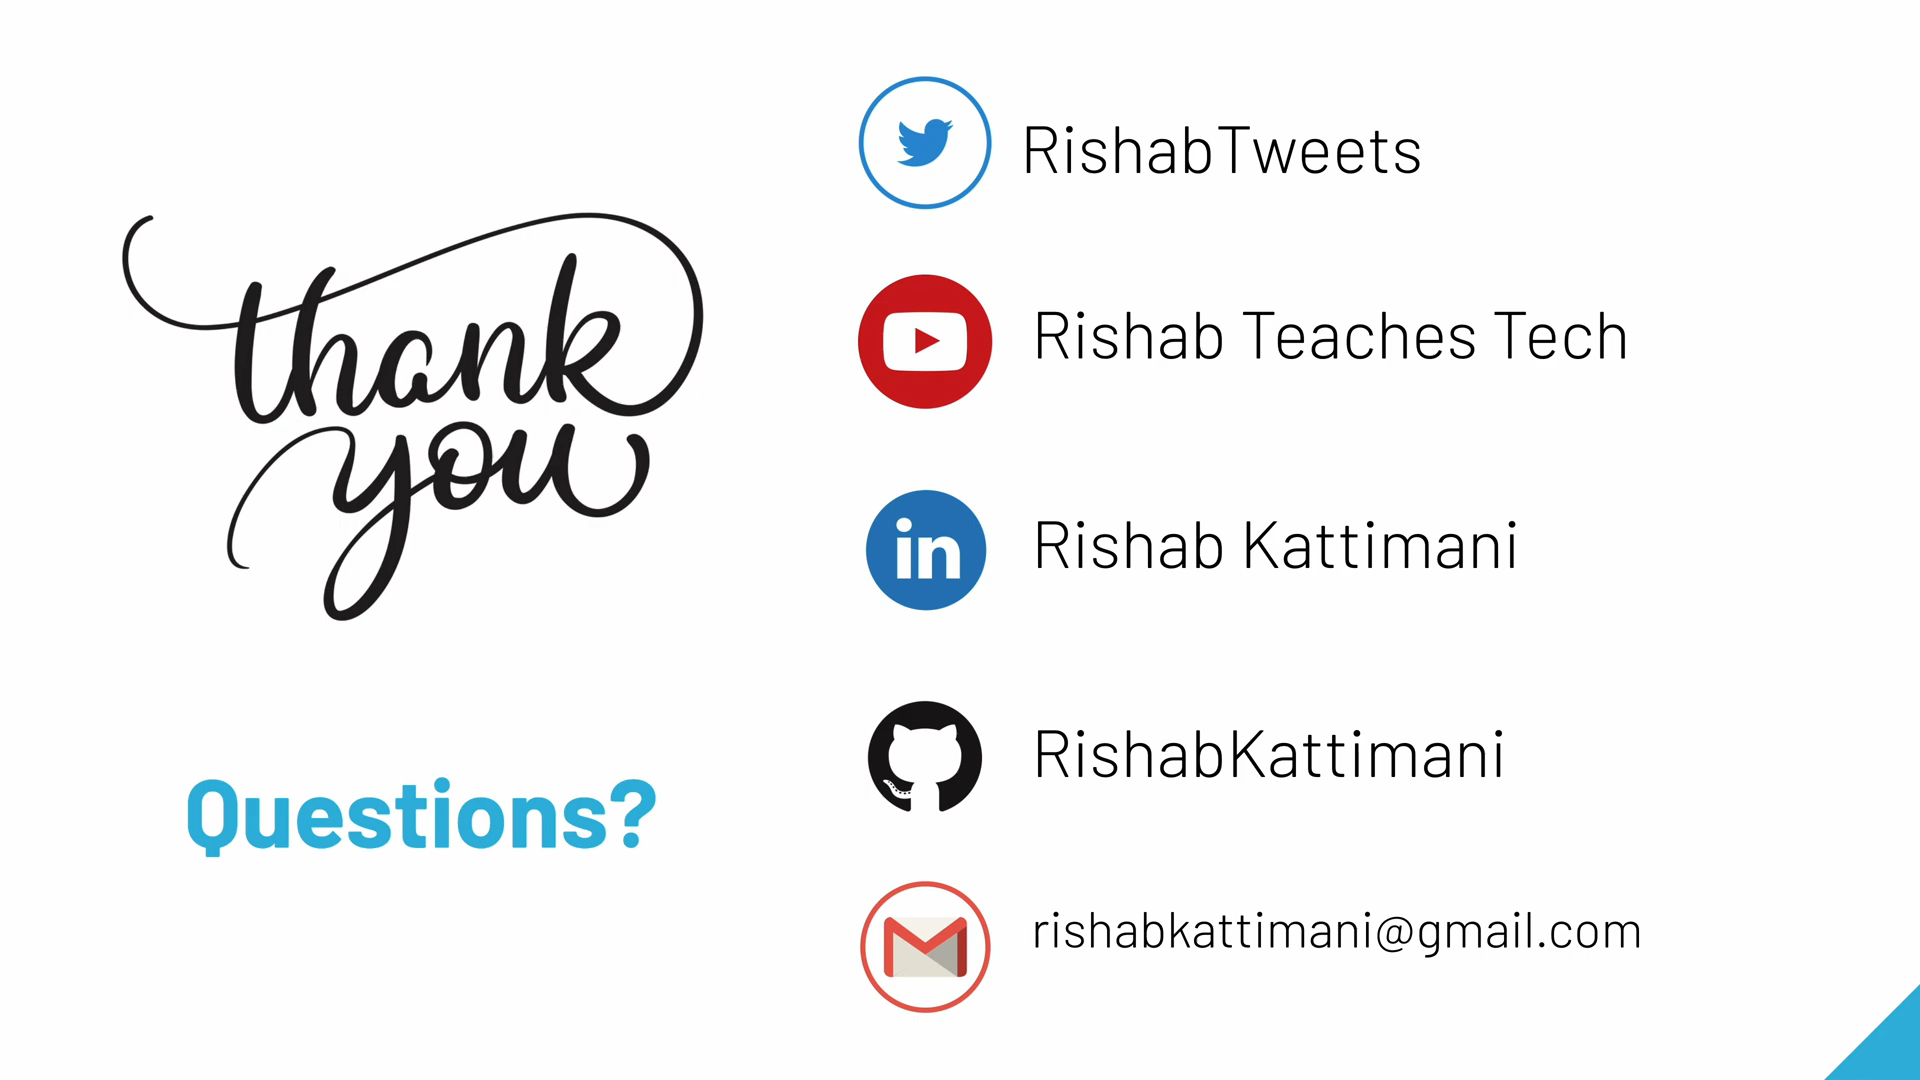 thank
you
Questions?
RishabTweets
Rishab Teaches Tech
in
Rishab Kattimani
RishabKattimani
rishabkattimani@gmail.com